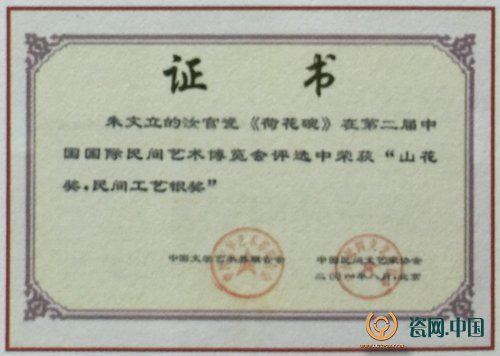 证 书
朱文立的汝官瓷《荷花碗》在第二届中
国国际民间艺术博览会评选中荣获“山花
奖·民间工艺银奖”
中国文学艺术界联合会
中国民间文艺家协会
瓷网.中国